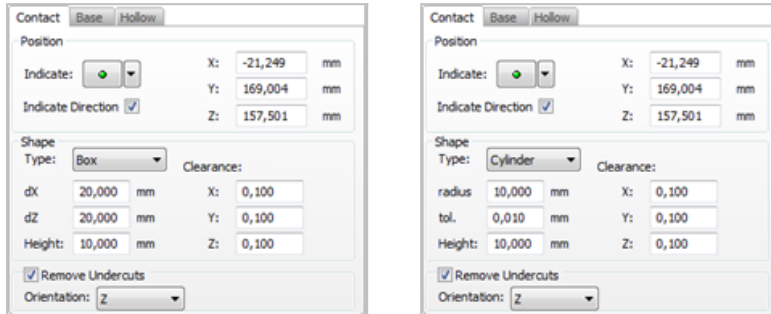 Contact Base Hollow
Position
Indicate:
X: -21,249 mm
Y: 169,004 mm
Indicate Direction
Z: 157,501 mm
Shape
Type: Box
Clearance:
dX 20,000 mm X: 0,100
dZ 20,000 mm Y: 0,100
Height: 10,000 mm Z: 0,100
Remove Undercuts
Orientation: Z
Contact Base Hollow
Position
Indicate:
X: -21,249 mm
Y: 169,004 mm
Indicate Direction
Z: 157,501 mm
Shape
Type: Cylinder
Clearance:
radius 10,000 mm X: 0,100
tol. 0,010 mm Y: 0,100
Height: 10,000 mm Z: 0,100
Remove Undercuts
Orientation: Z